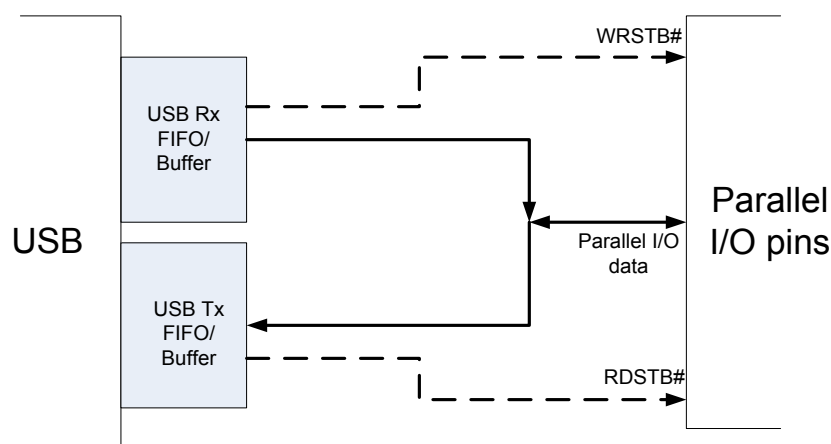 WRSTB#
USB Rx
FIFO/
Buffer
USB
Parallel
I/O pins
Parallel I/O
data
USB Tx
FIFO/
Buffer
RDSTB#